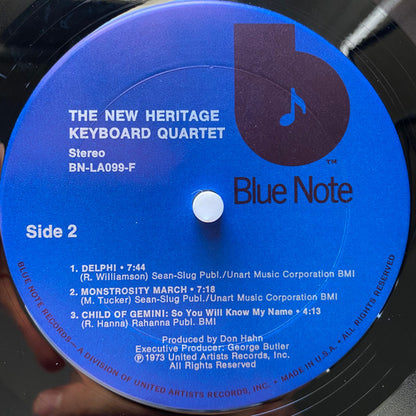 THE NEW HERITAGE
KEYBOARD QUARTET
Stereo
BN-LA099-F
TM
Blue Note
Side 2
1. DELPHI • 7:44
(R. Williamson) Sean-Slug Publ./Unart Music Corporation BMI
2. MONSTROSITY MARCH • 7:18
(M. Tucker) Sean-Slug Publ./Unart Music Corporation BMI
3. CHILD OF GEMINI: So You Will Know My Name • 4:13
(R. Hanna) Rahanna Publ. BMI
Produced by Don Hahn
Executive Producer: George Butler
℗1973 United Artists Records, Inc.
All Rights Reserved
BLUE NOTE RECORDS—A DIVISION OF UNITED ARTISTS RECORDS, INC. • MADE IN U.S.A. • ALL RIGHTS RESERVED